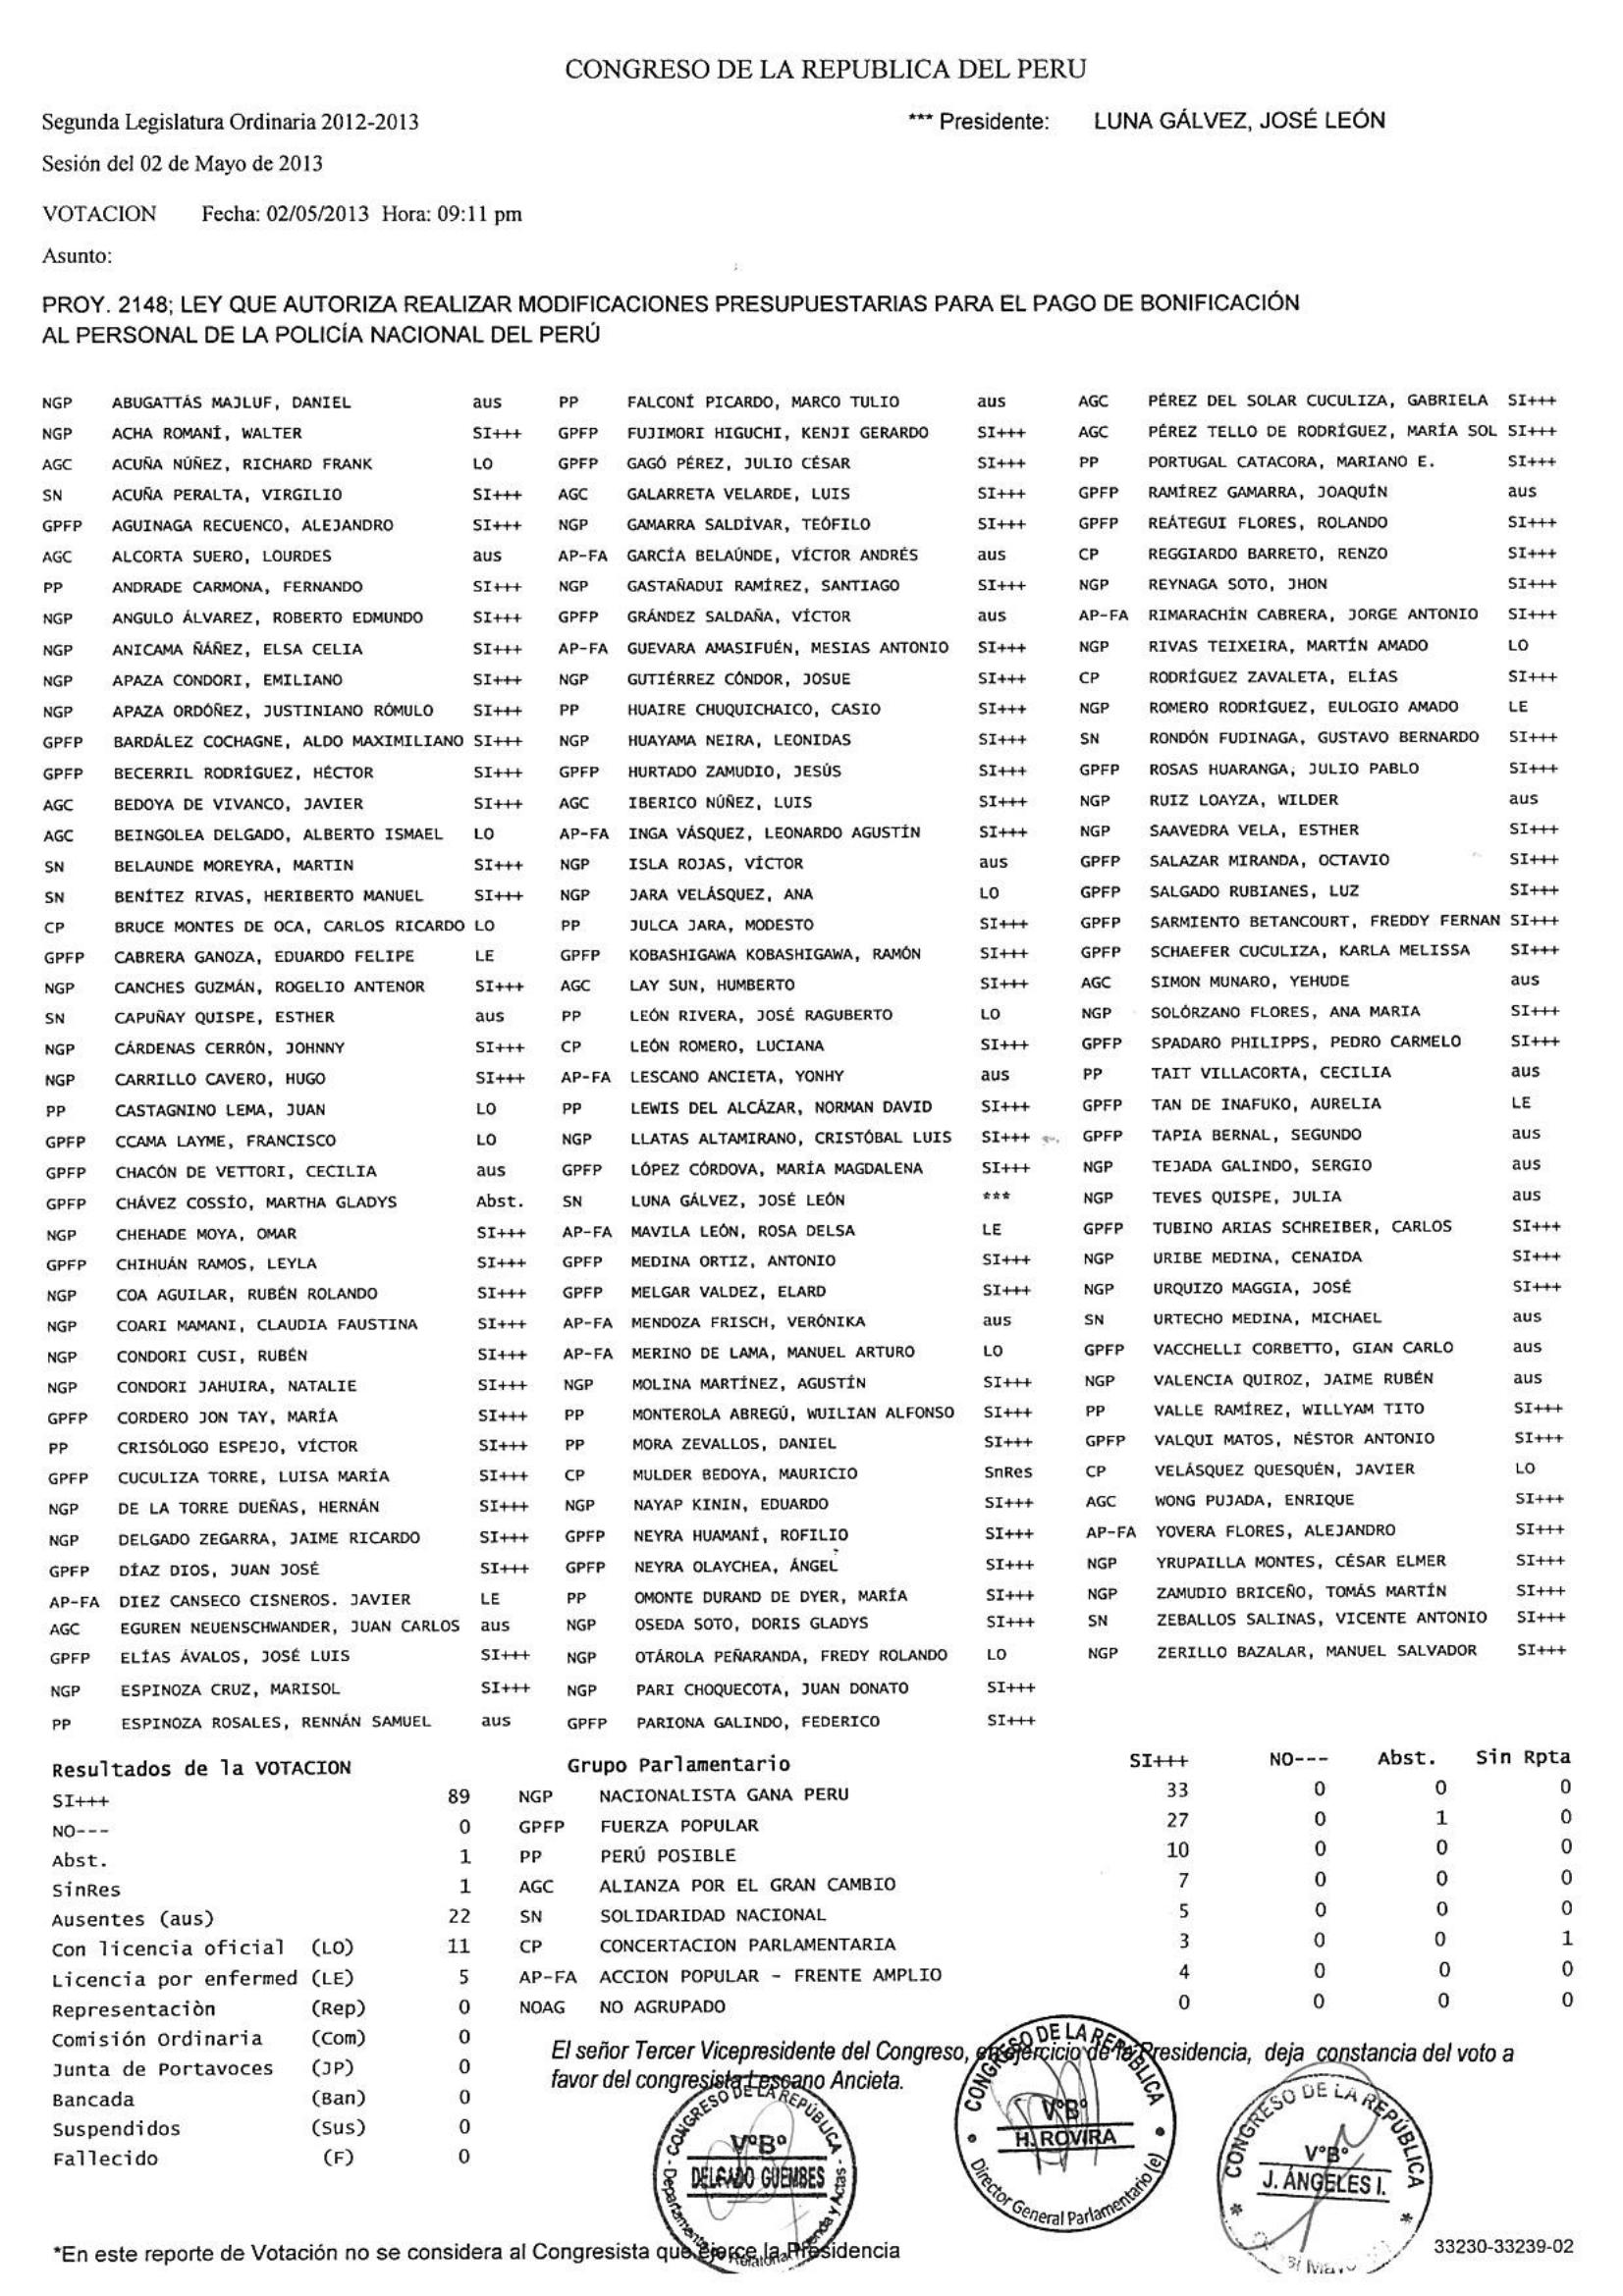 CONGRESO DE LA REPUBLICA DEL PERU
Segunda Legislatura Ordinaria 2012-2013 *** Presidente: LUNA GÁLVEZ, JOSÉ LEÓN
Sesión del 02 de Mayo de 2013
VOTACION Fecha: 02/05/2013 Hora: 09:11 pm
Asunto:
PROY. 2148; LEY QUE AUTORIZA REALIZAR MODIFICACIONES PRESUPUESTARIAS PARA EL PAGO DE BONIFICACIÓN
AL PERSONAL DE LA POLICÍA NACIONAL DEL PERÚ
NGP ABUGATTÁS MAJLUF, DANIEL aus PP FALCONÍ PICARDO, MARCO TULIO aus AGC PÉREZ DEL SOLAR CUCULIZA, GABRIELA SI+++
NGP ACHA ROMANÍ, WALTER SI+++ GPFP FUJIMORI HIGUCHI, KENJI GERARDO SI+++ AGC PÉREZ TELLO DE RODRÍGUEZ, MARÍA SOL SI+++
AGC ACUÑA NÚÑEZ, RICHARD FRANK LO GPFP GAGÓ PÉREZ, JULIO CÉSAR SI+++ PP PORTUGAL CATACORA, MARIANO E. SI+++
SN ACUÑA PERALTA, VIRGILIO SI+++ AGC GALARRETA VELARDE, LUIS SI+++ GPFP RAMÍREZ GAMARRA, JOAQUÍN aus
GPFP AGUINAGA RECUENCO, ALEJANDRO SI+++ NGP GAMARRA SALDÍVAR, TEÓFILO SI+++ GPFP REÁTEGUI FLORES, ROLANDO SI+++
AGC ALCORTA SUERO, LOURDES aus AP-FA GARCÍA BELAÚNDE, VÍCTOR ANDRÉS aus CP REGGIARDO BARRETO, RENZO SI+++
PP ANDRADE CARMONA, FERNANDO SI+++ NGP GASTAÑADUI RAMÍREZ, SANTIAGO SI+++ NGP REYNAGA SOTO, JHON SI+++
NGP ANGULO ÁLVAREZ, ROBERTO EDMUNDO SI+++ GPFP GRÁNDEZ SALDAÑA, VÍCTOR aus AP-FA RIMARACHÍN CABRERA, JORGE ANTONIO SI+++
NGP ANICAMA ÑÁÑEZ, ELSA CELIA SI+++ AP-FA GUEVARA AMASIFUÉN, MESIAS ANTONIO SI+++ NGP RIVAS TEIXEIRA, MARTÍN AMADO LO
NGP APAZA CONDORI, EMILIANO SI+++ NGP GUTIÉRREZ CÓNDOR, JOSUE SI+++ CP RODRÍGUEZ ZAVALETA, ELÍAS SI+++
NGP APAZA ORDÓÑEZ, JUSTINIANO RÓMULO SI+++ PP HUAIRE CHUQUICHAICO, CASIO SI+++ NGP ROMERO RODRÍGUEZ, EULOGIO AMADO LE
GPFP BARDÁLEZ COCHAGNE, ALDO MAXIMILIANO SI+++ NGP HUAYAMA NEIRA, LEONIDAS SI+++ SN RONDÓN FUDINAGA, GUSTAVO BERNARDO SI+++
GPFP BECERRIL RODRÍGUEZ, HÉCTOR SI+++ GPFP HURTADO ZAMUDIO, JESÚS SI+++ GPFP ROSAS HUARANGA, JULIO PABLO SI+++
AGC BEDOYA DE VIVANCO, JAVIER SI+++ AGC IBERICO NÚÑEZ, LUIS SI+++ NGP RUIZ LOAYZA, WILDER aus
AGC BEINGOLEA DELGADO, ALBERTO ISMAEL LO AP-FA INGA VÁSQUEZ, LEONARDO AGUSTÍN SI+++ NGP SAAVEDRA VELA, ESTHER SI+++
SN BELAUNDE MOREYRA, MARTIN SI+++ NGP ISLA ROJAS, VÍCTOR aus GPFP SALAZAR MIRANDA, OCTAVIO SI+++
SN BENÍTEZ RIVAS, HERIBERTO MANUEL SI+++ NGP JARA VELÁSQUEZ, ANA LO GPFP SALGADO RUBIANES, LUZ SI+++
CP BRUCE MONTES DE OCA, CARLOS RICARDO LO PP JULCA JARA, MODESTO SI+++ GPFP SARMIENTO BETANCOURT, FREDDY FERNAN SI+++
GPFP CABRERA GANOZA, EDUARDO FELIPE LE GPFP KOBASHIGAWA KOBASHIGAWA, RAMÓN SI+++ GPFP SCHAEFER CUCULIZA, KARLA MELISSA SI+++
NGP CANCHES GUZMÁN, ROGELIO ANTENOR SI+++ AGC LAY SUN, HUMBERTO SI+++ AGC SIMON MUNARO, YEHUDE aus
SN CAPUÑAY QUISPE, ESTHER aus PP LEÓN RIVERA, JOSÉ RAGUBERTO LO NGP SOLÓRZANO FLORES, ANA MARIA SI+++
NGP CÁRDENAS CERRÓN, JOHNNY SI+++ CP LEÓN ROMERO, LUCIANA SI+++ GPFP SPADARO PHILIPPS, PEDRO CARMELO SI+++
NGP CARRILLO CAVERO, HUGO SI+++ AP-FA LESCANO ANCIETA, YONHY aus PP TAIT VILLACORTA, CECILIA aus
PP CASTAGNINO LEMA, JUAN LO PP LEWIS DEL ALCÁZAR, NORMAN DAVID SI+++ GPFP TAN DE INAFUKO, AURELIA LE
GPFP CCAMA LAYME, FRANCISCO LO NGP LLATAS ALTAMIRANO, CRISTÓBAL LUIS SI+++ GPFP TAPIA BERNAL, SEGUNDO aus
GPFP CHACÓN DE VETTORI, CECILIA aus GPFP LÓPEZ CÓRDOVA, MARÍA MAGDALENA SI+++ NGP TEJADA GALINDO, SERGIO aus
GPFP CHÁVEZ COSSÍO, MARTHA GLADYS Abst. SN LUNA GÁLVEZ, JOSÉ LEÓN *** NGP TEVES QUISPE, JULIA aus
NGP CHEHADE MOYA, OMAR SI+++ AP-FA MAVILA LEÓN, ROSA DELSA LE GPFP TUBINO ARIAS SCHREIBER, CARLOS SI+++
GPFP CHIHUÁN RAMOS, LEYLA SI+++ GPFP MEDINA ORTIZ, ANTONIO SI+++ NGP URIBE MEDINA, CENAIDA SI+++
NGP COA AGUILAR, RUBÉN ROLANDO SI+++ GPFP MELGAR VALDEZ, ELARD SI+++ NGP URQUIZO MAGGIA, JOSÉ SI+++
NGP COARI MAMANI, CLAUDIA FAUSTINA SI+++ AP-FA MENDOZA FRISCH, VERÓNIKA aus SN URTECHO MEDINA, MICHAEL aus
NGP CONDORI CUSI, RUBÉN SI+++ AP-FA MERINO DE LAMA, MANUEL ARTURO LO GPFP VACCHELLI CORBETTO, GIAN CARLO aus
NGP CONDORI JAHUIRA, NATALIE SI+++ NGP MOLINA MARTÍNEZ, AGUSTÍN SI+++ NGP VALENCIA QUIROZ, JAIME RUBÉN aus
GPFP CORDERO JON TAY, MARÍA SI+++ PP MONTEROLA ABREGÚ, WUILIAN ALFONSO SI+++ PP VALLE RAMÍREZ, WILLYAM TITO SI+++
PP CRISÓLOGO ESPEJO, VÍCTOR SI+++ PP MORA ZEVALLOS, DANIEL SI+++ GPFP VALQUI MATOS, NÉSTOR ANTONIO SI+++
GPFP CUCULIZA TORRE, LUISA MARÍA SI+++ CP MULDER BEDOYA, MAURICIO SnRes CP VELÁSQUEZ QUESQUÉN, JAVIER LO
NGP DE LA TORRE DUEÑAS, HERNÁN SI+++ NGP NAYAP KININ, EDUARDO SI+++ AGC WONG PUJADA, ENRIQUE SI+++
NGP DELGADO ZEGARRA, JAIME RICARDO SI+++ GPFP NEYRA HUAMANÍ, ROFILIO SI+++ AP-FA YOVERA FLORES, ALEJANDRO SI+++
GPFP DÍAZ DIOS, JUAN JOSÉ SI+++ GPFP NEYRA OLAYCHEA, ÁNGEL SI+++ NGP YRUPAILLA MONTES, CÉSAR ELMER SI+++
AP-FA DIEZ CANSECO CISNEROS. JAVIER LE PP OMONTE DURAND DE DYER, MARÍA SI+++ NGP ZAMUDIO BRICEÑO, TOMÁS MARTÍN SI+++
AGC EGUREN NEUENSCHWANDER, JUAN CARLOS aus NGP OSEDA SOTO, DORIS GLADYS SI+++ SN ZEBALLOS SALINAS, VICENTE ANTONIO SI+++
GPFP ELÍAS ÁVALOS, JOSÉ LUIS SI+++ NGP OTÁROLA PEÑARANDA, FREDY ROLANDO LO NGP ZERILLO BAZALAR, MANUEL SALVADOR SI+++
NGP ESPINOZA CRUZ, MARISOL SI+++ NGP PARI CHOQUECOTA, JUAN DONATO SI+++
PP ESPINOZA ROSALES, RENNÁN SAMUEL aus GPFP PARIONA GALINDO, FEDERICO SI+++
Resultados de la VOTACION Grupo Parlamentario SI+++ NO--- Abst. Sin Rpta
SI+++ 89 NGP NACIONALISTA GANA PERU 33 0 0 0
NO--- 0 GPFP FUERZA POPULAR 27 0 1 0
Abst. 1 PP PERÚ POSIBLE 10 0 0 0
SinRes 1 AGC ALIANZA POR EL GRAN CAMBIO 7 0 0 0
Ausentes (aus) 22 SN SOLIDARIDAD NACIONAL 5 0 0 0
Con licencia oficial (LO) 11 CP CONCERTACION PARLAMENTARIA 3 0 0 1
Licencia por enfermed (LE) 5 AP-FA ACCION POPULAR - FRENTE AMPLIO 4 0 0 0
Representaciòn (Rep) 0 NOAG NO AGRUPADO 0 0 0 0
Comisión Ordinaria (Com) 0
Junta de Portavoces (JP) 0
Bancada (Ban) 0
Suspendidos (Sus) 0
Fallecido (F) 0
El señor Tercer Vicepresidente del Congreso, en ejercicio de la Presidencia, deja constancia del voto a
favor del congresista Lescano Ancieta.
CONGRESO DE LA REPÚBLICA
V°B°
DELGADO GUEMBES
CONGRESO DE LA REPÚBLICA
V°B°
H. ROVIRA
Director General Parlamentario (e)
CONGRESO DE LA REPÚBLICA
V°B°
J. ÁNGELES I.
*En este reporte de Votación no se considera al Congresista que ejerce la Presidencia
33230-33239-02